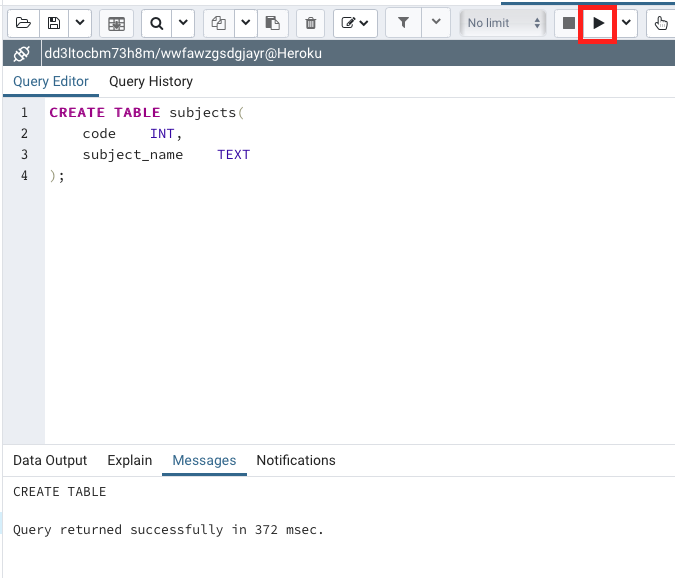 No limit
dd3ltocbm73h8m/wwfawzgsdgjayr@Heroku
Query Editor Query History
1 CREATE TABLE subjects(
2 code INT,
3 subject_name TEXT
4 );
Data Output Explain Messages Notifications
CREATE TABLE
Query returned successfully in 372 msec.